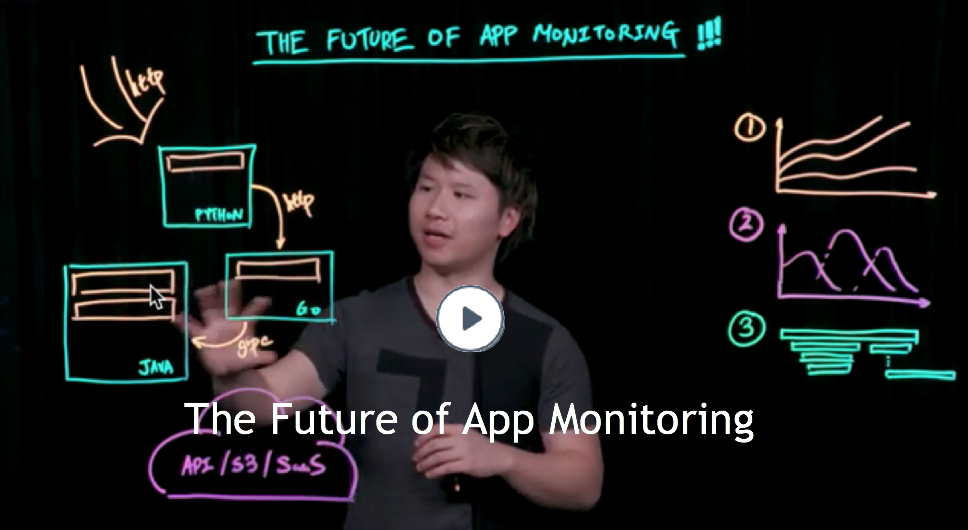 THE FUTURE OF APP MONITORING !!!
http
PYTHON
http
GO
JAVA
grpc
The Future of App Monitoring
API/S3/SaaS
1
2
3